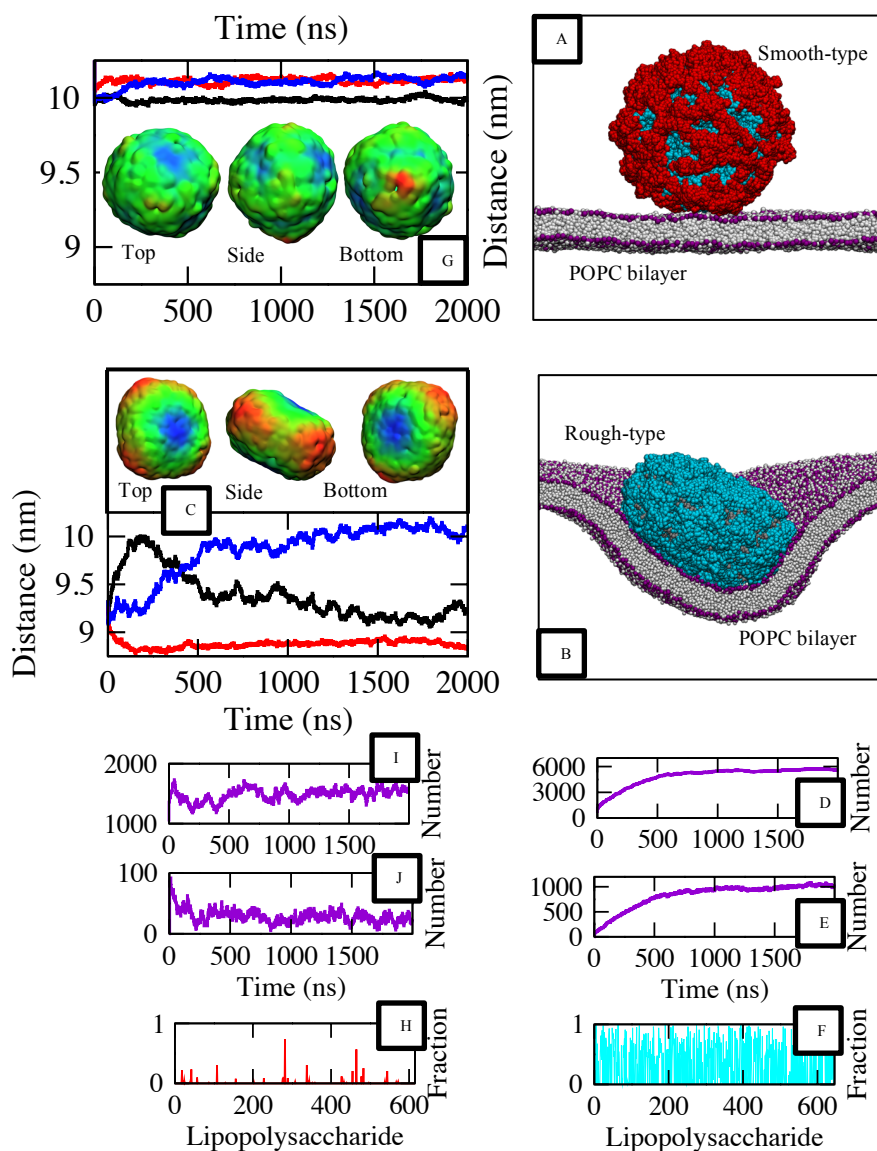 Time (ns)
10
9.5
9
Top
Side
Bottom
G
0
500
1000
1500
2000
Distance (nm)
A
Smooth-type
POPC bilayer
Top
Side
Bottom
C
10
9.5
9
0
500
1000
1500
2000
Distance (nm)
Time (ns)
Rough-type
POPC bilayer
B
2000
1000
I
Number
0
500
1000
1500
100
0
J
Number
0
500
1000
1500
Time (ns)
1
0
H
Fraction
0
200
400
600
Lipopolysaccharide
6000
3000
0
D
Number
0
500
1000
1500
1000
500
0
E
Number
0
500
1000
1500
Time (ns)
1
0
F
Fraction
0
200
400
600
Lipopolysaccharide